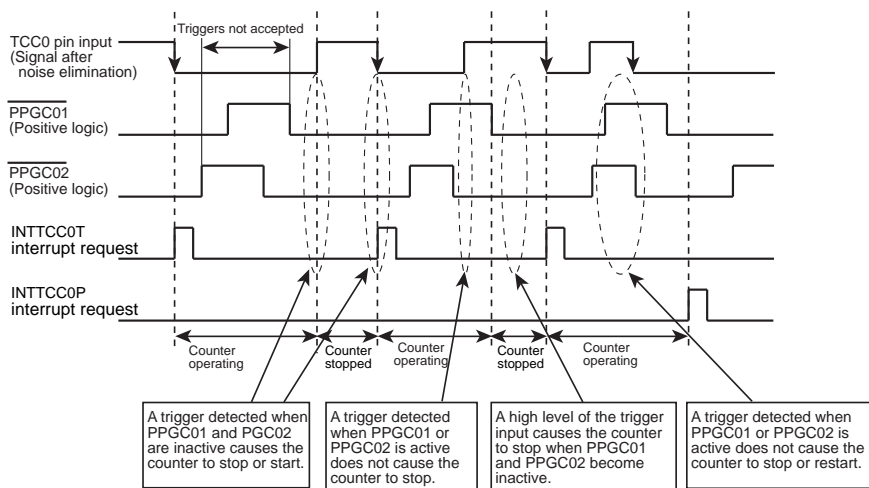 Triggers not accepted
TCC0 pin input
(Signal after
noise elimination)
PPGC01
(Positive logic)
PPGC02
(Positive logic)
INTTCC0T
interrupt request
INTTCC0P
interrupt request
Counter
operating
Counter
stopped
Counter
operating
Counter
stopped
Counter
operating
A trigger detected when
PPGC01 and PGC02
are inactive causes the
counter to stop or start.
A trigger detected
when PPGC01 or
PPGC02 is active
does not cause the
counter to stop.
A high level of the trigger
input causes the counter
to stop when PPGC01
and PPGC02 become
inactive.
A trigger detected when
PPGC01 or PPGC02 is
active does not cause the
counter to stop or restart.